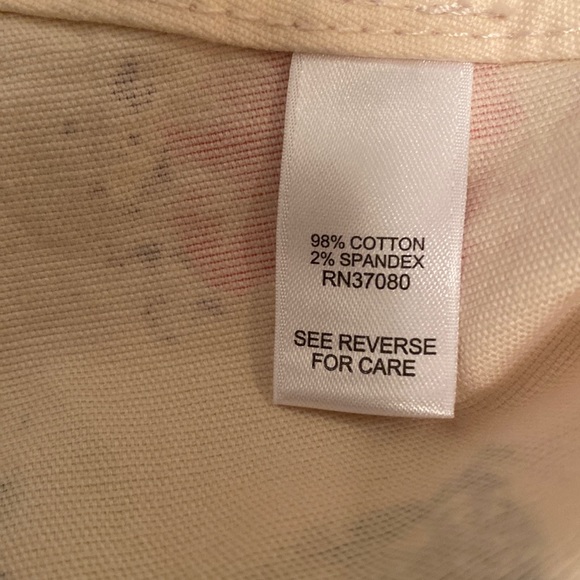 98% COTTON
2% SPANDEX
RN37080
SEE REVERSE
FOR CARE